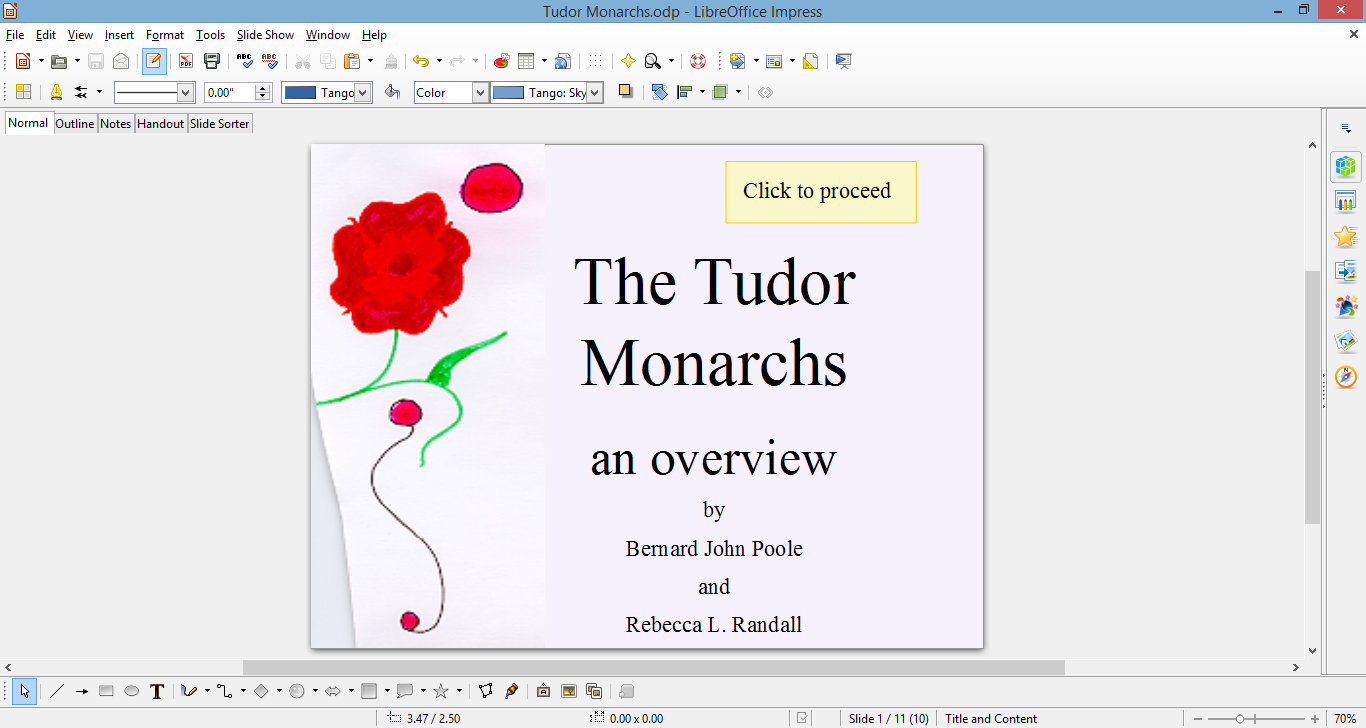 Tudor Monarchs.odp - LibreOffice Impress
File Edit View Insert Format Tools Slide Show Window Help
ABC ABC
0.00" Tango Color Tango: Sky
Normal Outline Notes Handout Slide Sorter
Click to proceed
The Tudor
Monarchs
an overview
by
Bernard John Poole
and
Rebecca L. Randall
T
3.47 / 2.50 0.00 x 0.00 Slide 1 / 11 (10) Title and Content 70%